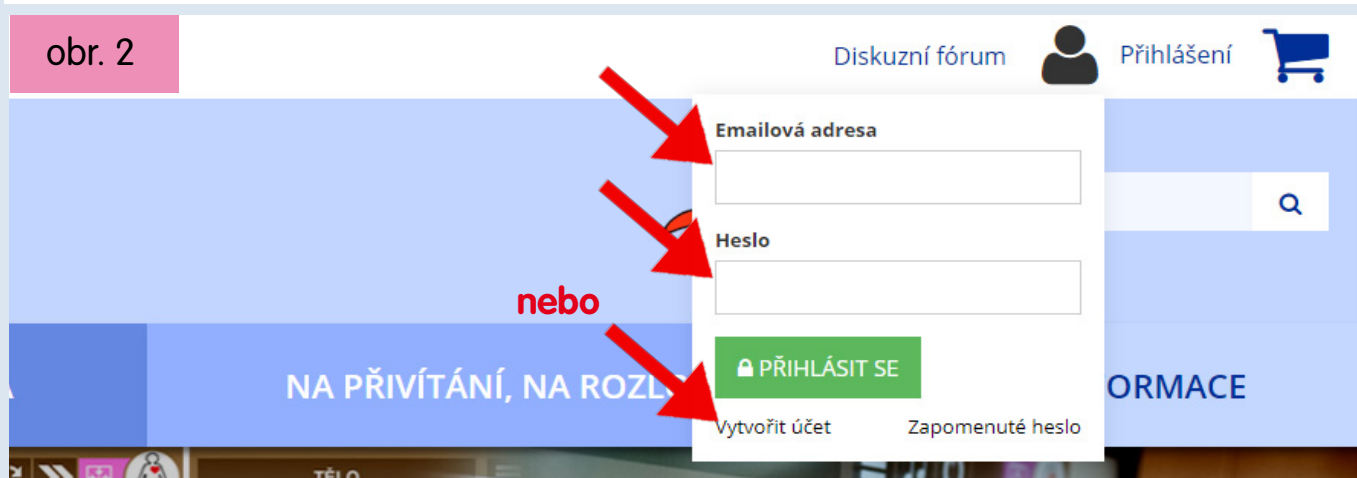 obr. 2
Diskuzní fórum Přihlášení
Emailová adresa
Heslo
nebo
PŘIHLÁSIT SE
NA PŘIVÍTÁNÍ, NA ORMACE
Vytvořit účet Zapomenuté heslo
TĚLO